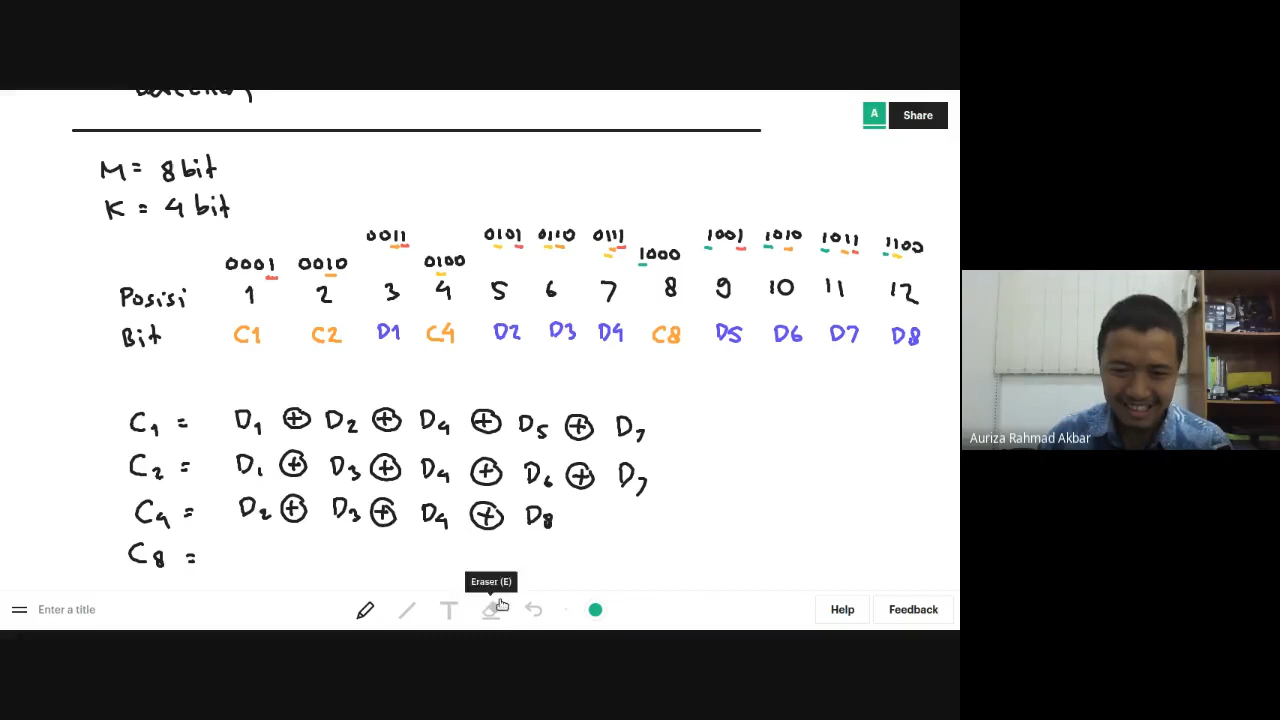 A Share
M = 8 bit
K = 4 bit
0001 0010 0011 0100 0101 0110 0111 1000 1001 1010 1011 1100
Posisi 1 2 3 4 5 6 7 8 9 10 11 12
Bit C1 C2 D1 C4 D2 D3 D4 C8 D5 D6 D7 D8
C1 = D1 ⊕ D2 ⊕ D4 ⊕ D5 ⊕ D7
C2 = D1 ⊕ D3 ⊕ D4 ⊕ D6 ⊕ D7
C4 = D2 ⊕ D3 ⊕ D4 ⊕ D8
C8 =
Eraser (E)
Enter a title T Help Feedback
Auriza Rahmad Akbar